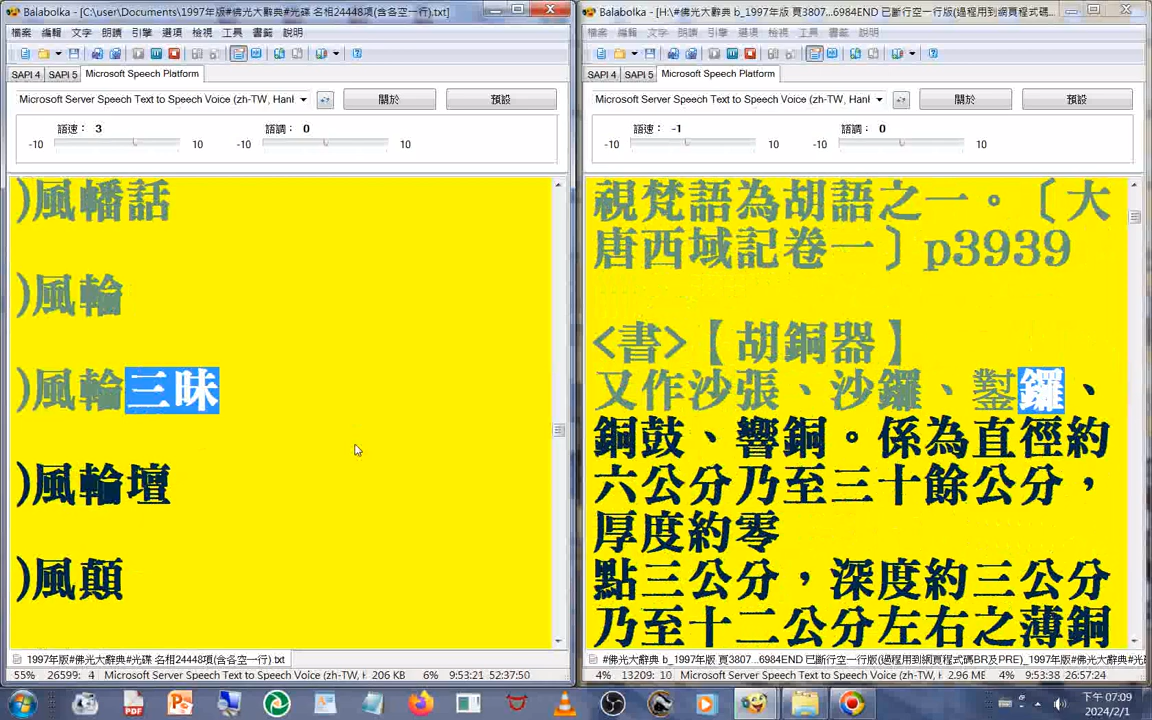 Balabolka - [C:\user\Documents\1997年版#佛光大辭典#光碟 名相24448項(含各空一行).txt]
檔案 編輯 文字 朗讀 引擎 選項 檢視 工具 書籤 說明
SAPI 4 SAPI 5 Microsoft Speech Platform
Microsoft Server Speech Text to Speech Voice (zh-TW, HanI 關於 預設
語速： 3 語調： 0
-10 10 -10 10
)風幡話
)風輪
)風輪三昧
)風輪壇
)風顛
1997年版#佛光大辭典#光碟 名相24448項(含各空一行).txt
55% 26599: 4 Microsoft Server Speech Text to Speech Voice (zh-TW, H 206 KB 6% 9:53:21 52:37:50
Balabolka - [H:\#佛光大辭典 b_1997年版 頁3807...6984END 已斷行空一行版(過程用到網頁程式碼
檔案 編輯 文字 朗讀 引擎 選項 檢視 工具 書籤 說明
SAPI 4 SAPI 5 Microsoft Speech Platform
Microsoft Server Speech Text to Speech Voice (zh-TW, HanI 關於 預設
語速： -1 語調： 0
-10 10 -10 10
視梵語為胡語之一。〔大
唐西域記卷一〕p3939
<書>【胡銅器】
又作沙張、沙鑼、鑿鑼、
銅鼓、響銅。係為直徑約
六公分乃至三十餘公分，
厚度約零
點三公分，深度約三公分
乃至十二公分左右之薄銅
#佛光大辭典 b_1997年版 頁3807...6984END 已斷行空一行版(過程用到網頁程式碼BR及PRE)_1997年版#佛光
4% 13209: 10 Microsoft Server Speech Text to Speech Voice (zh-TW, H 2.96 ME 4% 9:53:38 26:57:24
下午 07:09
2024/2/1